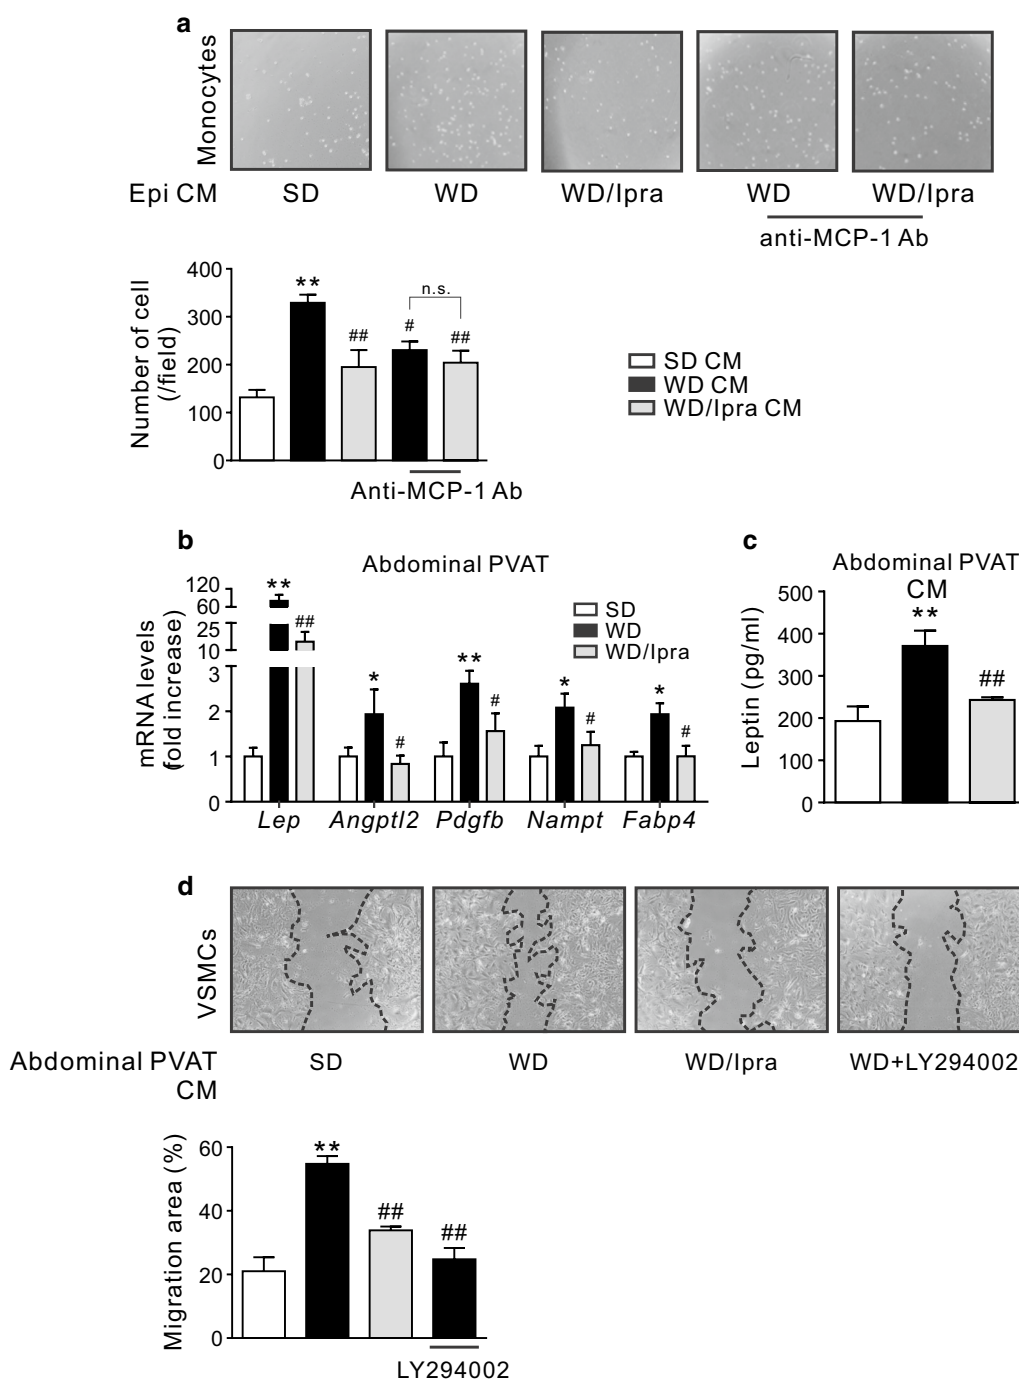 a
Monocytes
Epi CM
SD
WD
WD/Ipra
WD
WD/Ipra
anti-MCP-1 Ab
Number of cell
(/field)
400
300
200
100
0
**
##
#
n.s.
##
Anti-MCP-1 Ab
SD CM
WD CM
WD/Ipra CM
b
Abdominal PVAT
mRNA levels
(fold increase)
120
60
25
10
3
2
1
0
**
##
*
#
**
#
*
#
*
#
SD
WD
WD/Ipra
Lep
Angptl2
Pdgfb
Nampt
Fabp4
c
Abdominal PVAT
CM
Leptin (pg/ml)
500
400
300
200
100
0
**
##
d
VSMCs
Abdominal PVAT
CM
SD
WD
WD/Ipra
WD+LY294002
Migration area (%)
60
40
20
0
**
##
##
LY294002